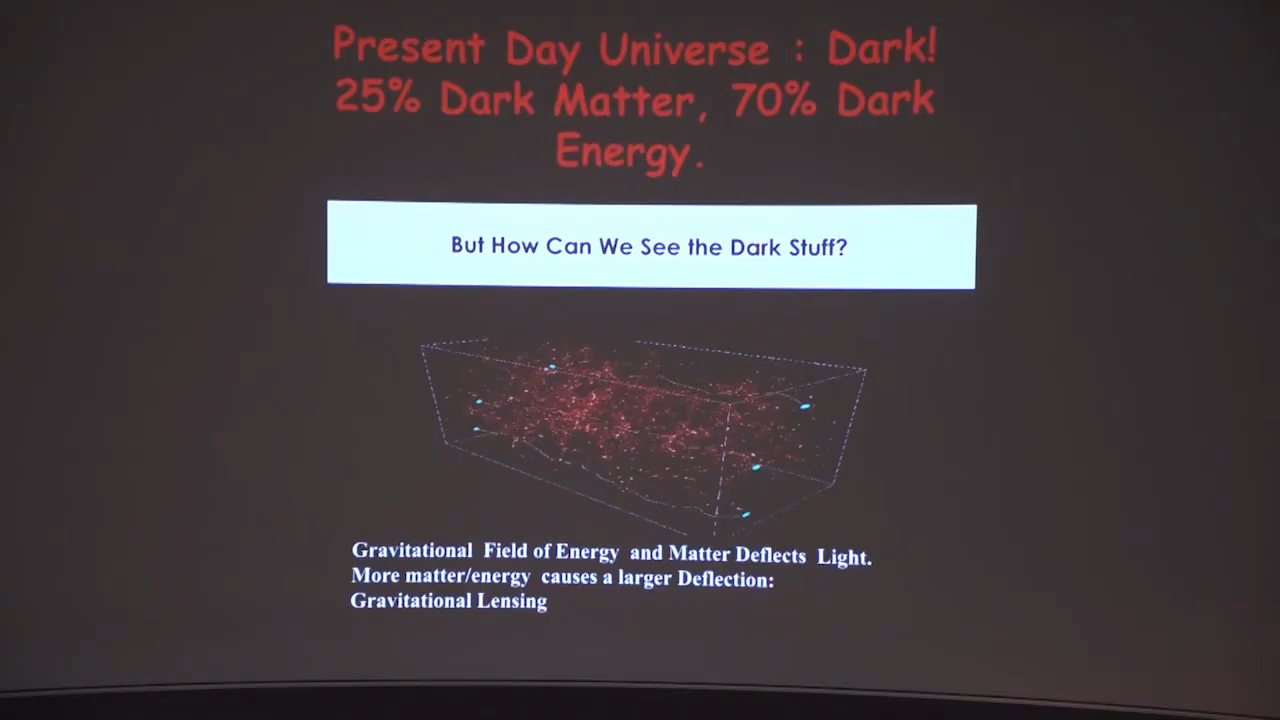 Present Day Universe : Dark!
25% Dark Matter, 70% Dark
Energy.
But How Can We See the Dark Stuff?
Gravitational Field of Energy and Matter Deflects Light.
More matter/energy causes a larger Deflection:
Gravitational Lensing